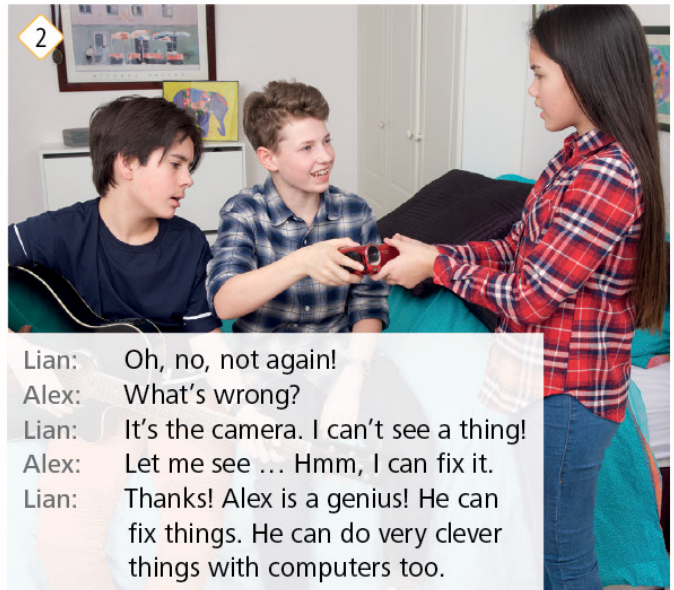 2
Lian: Oh, no, not again!
Alex: What's wrong?
Lian: It's the camera. I can't see a thing!
Alex: Let me see … Hmm, I can fix it.
Lian: Thanks! Alex is a genius! He can
fix things. He can do very clever
things with computers too.